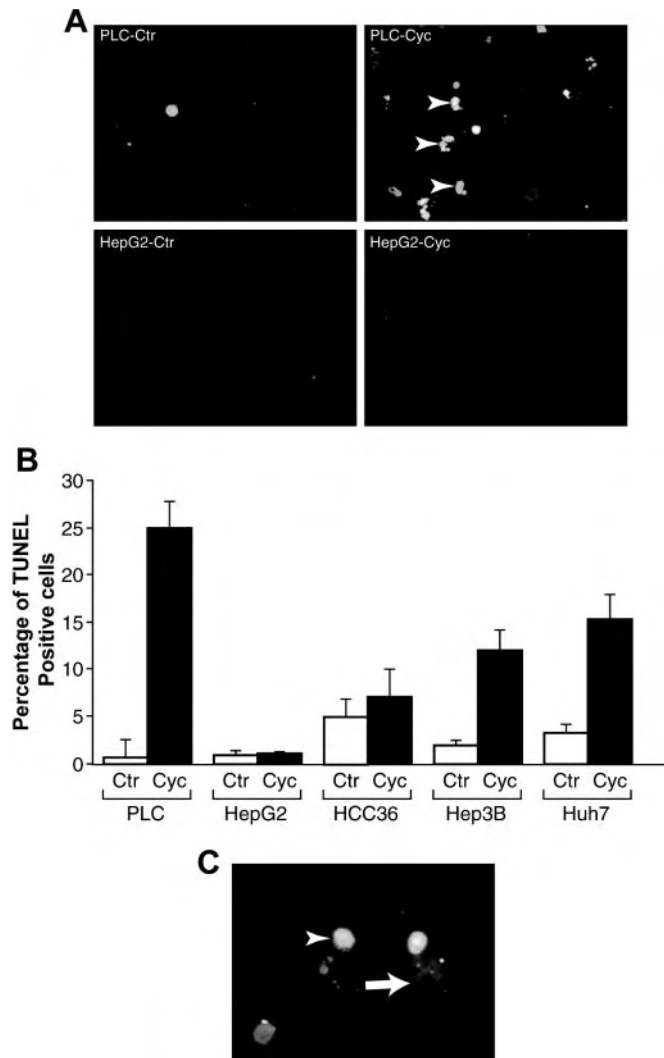 A
PLC-Ctr
PLC-Cyc
HepG2-Ctr
HepG2-Cyc
B
Percentage of TUNEL
Positive cells
30
25
20
15
10
5
0
Ctr Cyc Ctr Cyc Ctr Cyc Ctr Cyc Ctr Cyc
PLC HepG2 HCC36 Hep3B Huh7
C